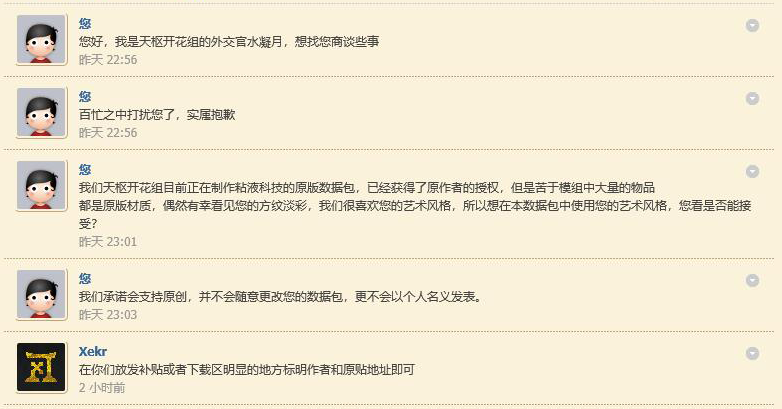 您
您好，我是天枢开花组的外交官水凝月，想找您商谈些事
昨天 22:56
您
百忙之中打扰您了，实属抱歉
昨天 22:56
您
我们天枢开花组目前正在制作粘液科技的原版数据包，已经获得了原作者的授权，但是苦于模组中大量的物品
都是原版材质，偶然有幸看见您的方纹淡彩，我们很喜欢您的艺术风格，所以想在本数据包中使用您的艺术风格，您看是否能接
受？
昨天 23:01
您
我们承诺会支持原创，并不会随意更改您的数据包，更不会以个人名义发表。
昨天 23:03
Xekr
在你们放发补贴或者下载区明显的地方标明作者和原贴地址即可
2 小时前